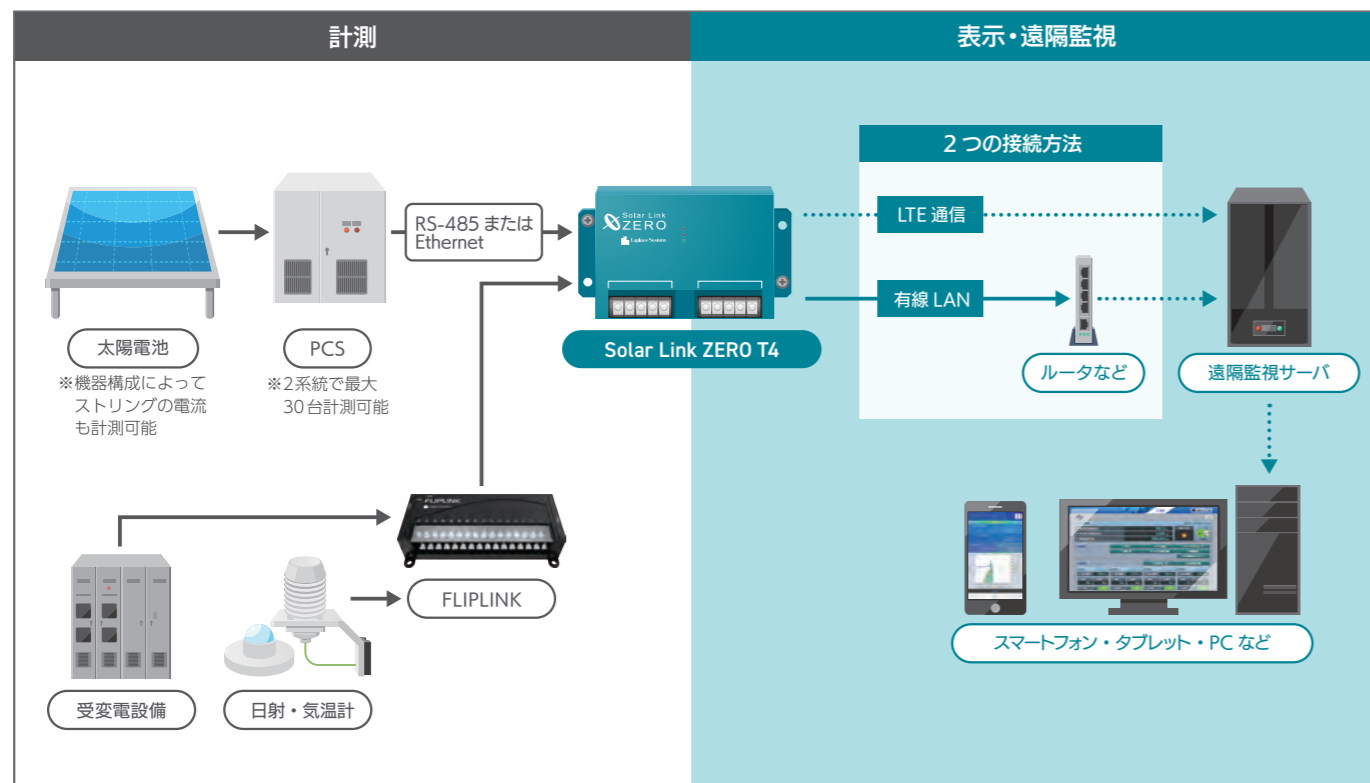 計測
表示・遠隔監視
2つの接続方法
LTE 通信
RS-485 または
Ethernet
Solar Link
ZERO
Laplace System
有線 LAN
太陽電池
※機器構成によって
ストリングの電流
も計測可能
PCS
※2系統で最大
30台計測可能
Solar Link ZERO T4
ルータなど
遠隔監視サーバ
FLIPLINK
FLIPLINK
スマートフォン・タブレット・PC など
受変電設備
日射・気温計